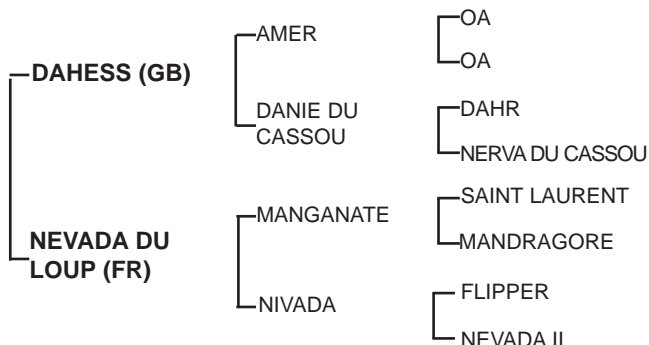 DAHESS (GB)
AMER
OA
OA
DANIE DU
CASSOU
DAHR
NERVA DU CASSOU
NEVADA DU
LOUP (FR)
MANGANATE
SAINT LAURENT
MANDRAGORE
NIVADA
FLIPPER
NEVADA II